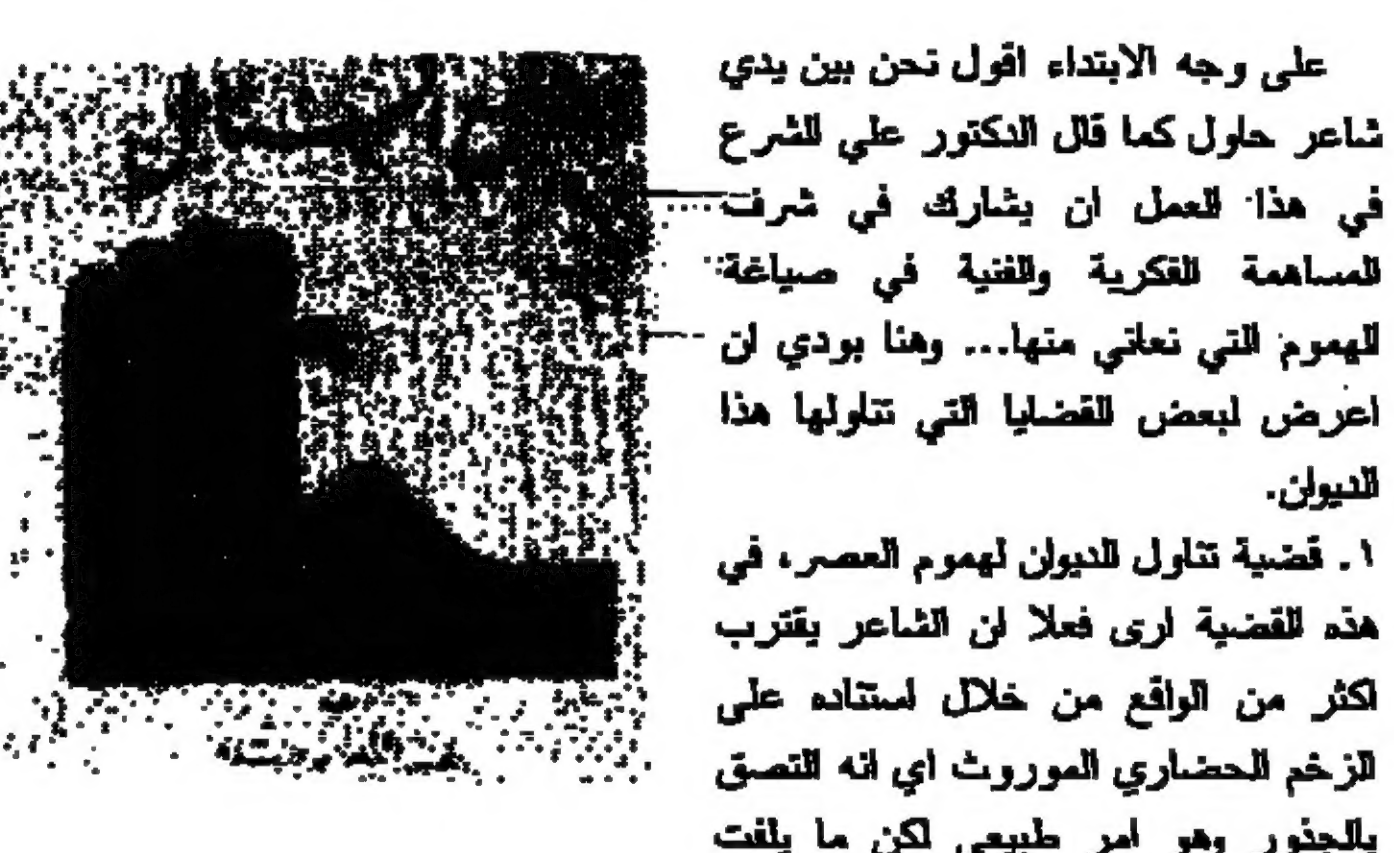 على وجه الابتداء اقول نحن بين يدي
شاعر حاول كما قال الدكتور علي الشرع
في هذا العمل ان يشارك في شرفت
المساهمة الفكرية والفنية في صياغة
الهموم التي نعاني منها... وهنا بودي ان
اعرض لبعض القضايا التي تناولها هذا
الديوان.
١. قضية تناول الديوان لهموم العصر، في
هذه القضية ارى فعلا ان الشاعر يقترب
اكثر من الواقع من خلال استناده على
الزخم الحضاري الموروث اي انه التصق
بالجذور وهو امر طبيعي لكن ما يلفت